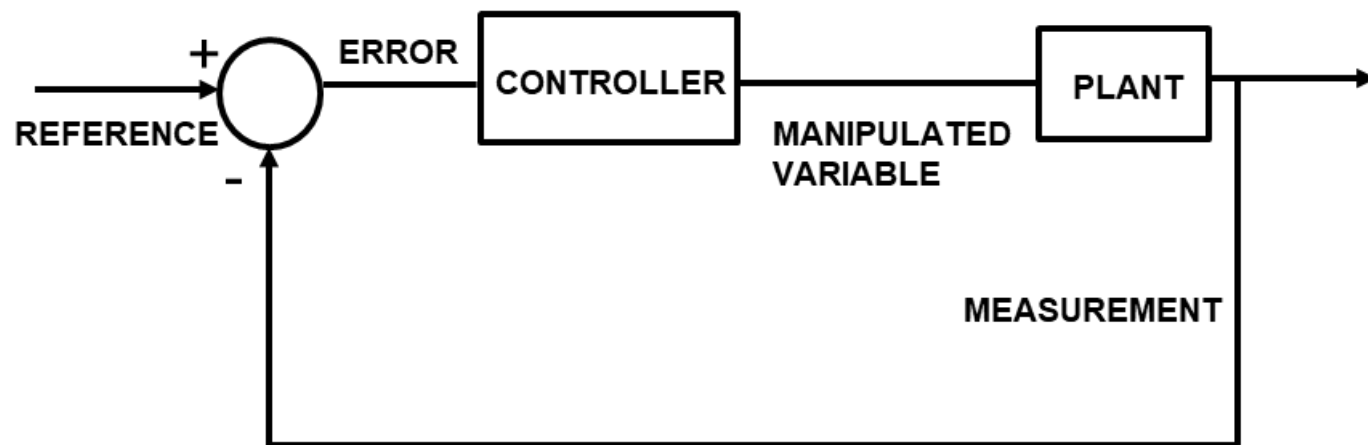 +
ERROR
CONTROLLER
PLANT
REFERENCE
MANIPULATED
VARIABLE
-
MEASUREMENT